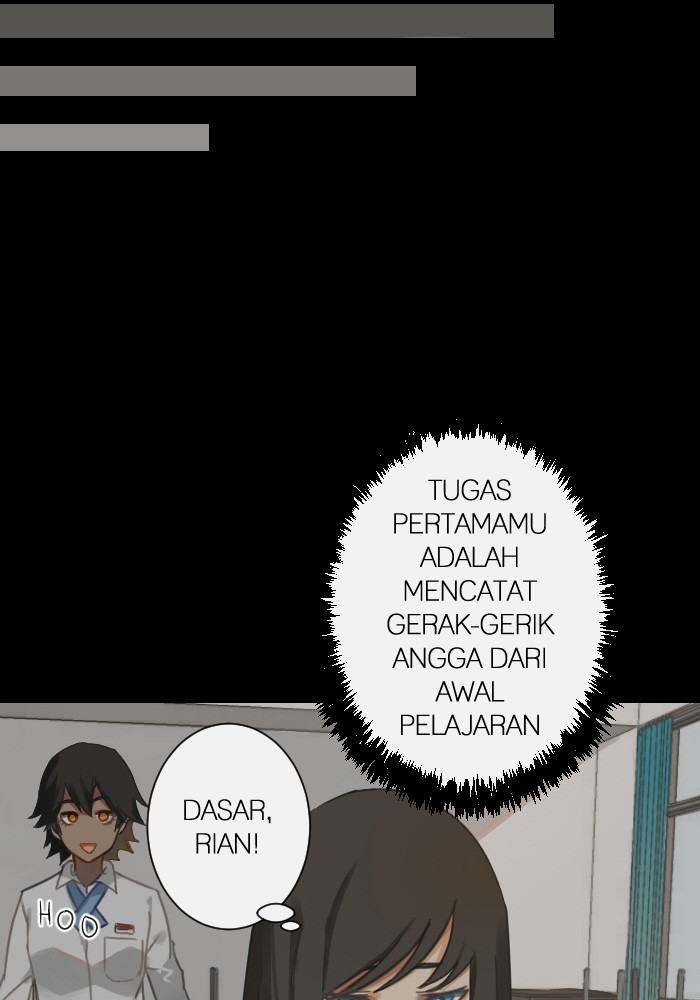 TUGAS
PERTAMAMU
ADALAH
MENCATAT
GERAK-GERIK
ANGGA DARI
AWAL
PELAJARAN
DASAR,
RIAN!
HOO